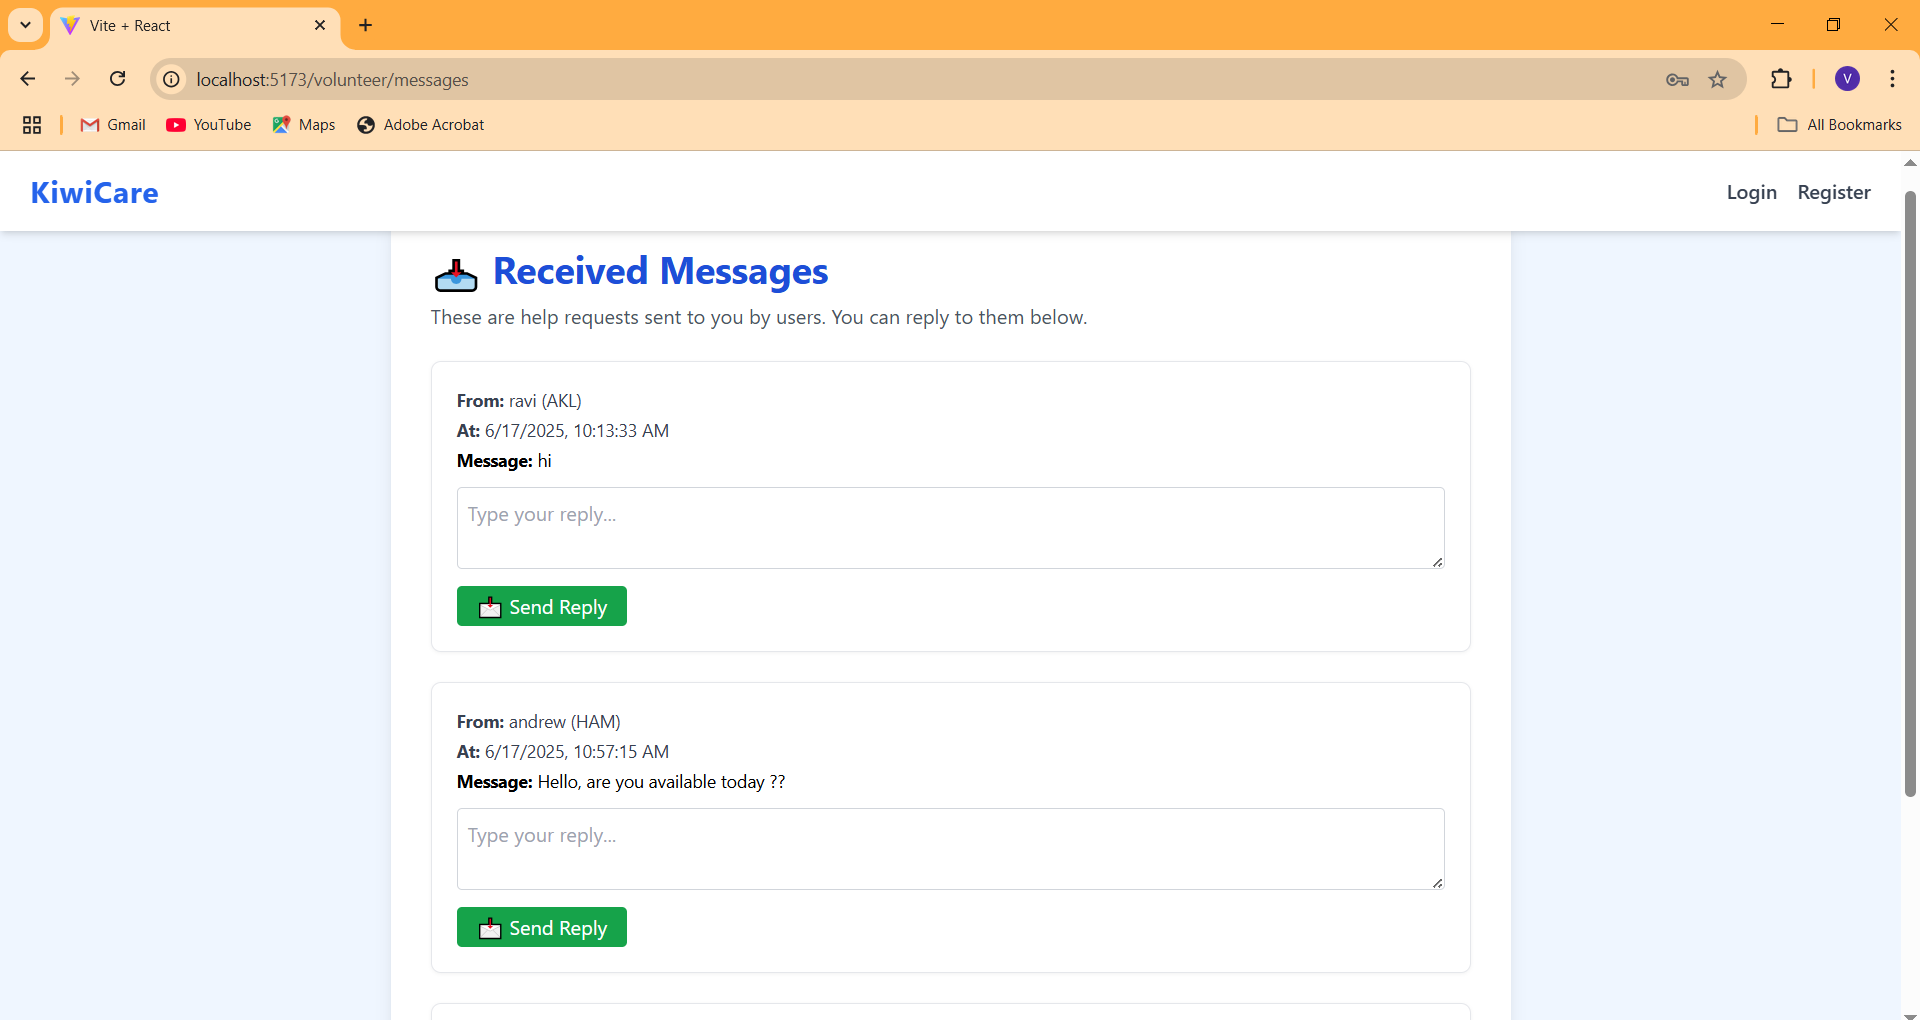 Vite + React
localhost:5173/volunteer/messages
V
Gmail
YouTube
Maps
Adobe Acrobat
All Bookmarks
KiwiCare
Login
Register
Received Messages
These are help requests sent to you by users. You can reply to them below.
From: ravi (AKL)
At: 6/17/2025, 10:13:33 AM
Message: hi
Type your reply...
Send Reply
From: andrew (HAM)
At: 6/17/2025, 10:57:15 AM
Message: Hello, are you available today ??
Type your reply...
Send Reply